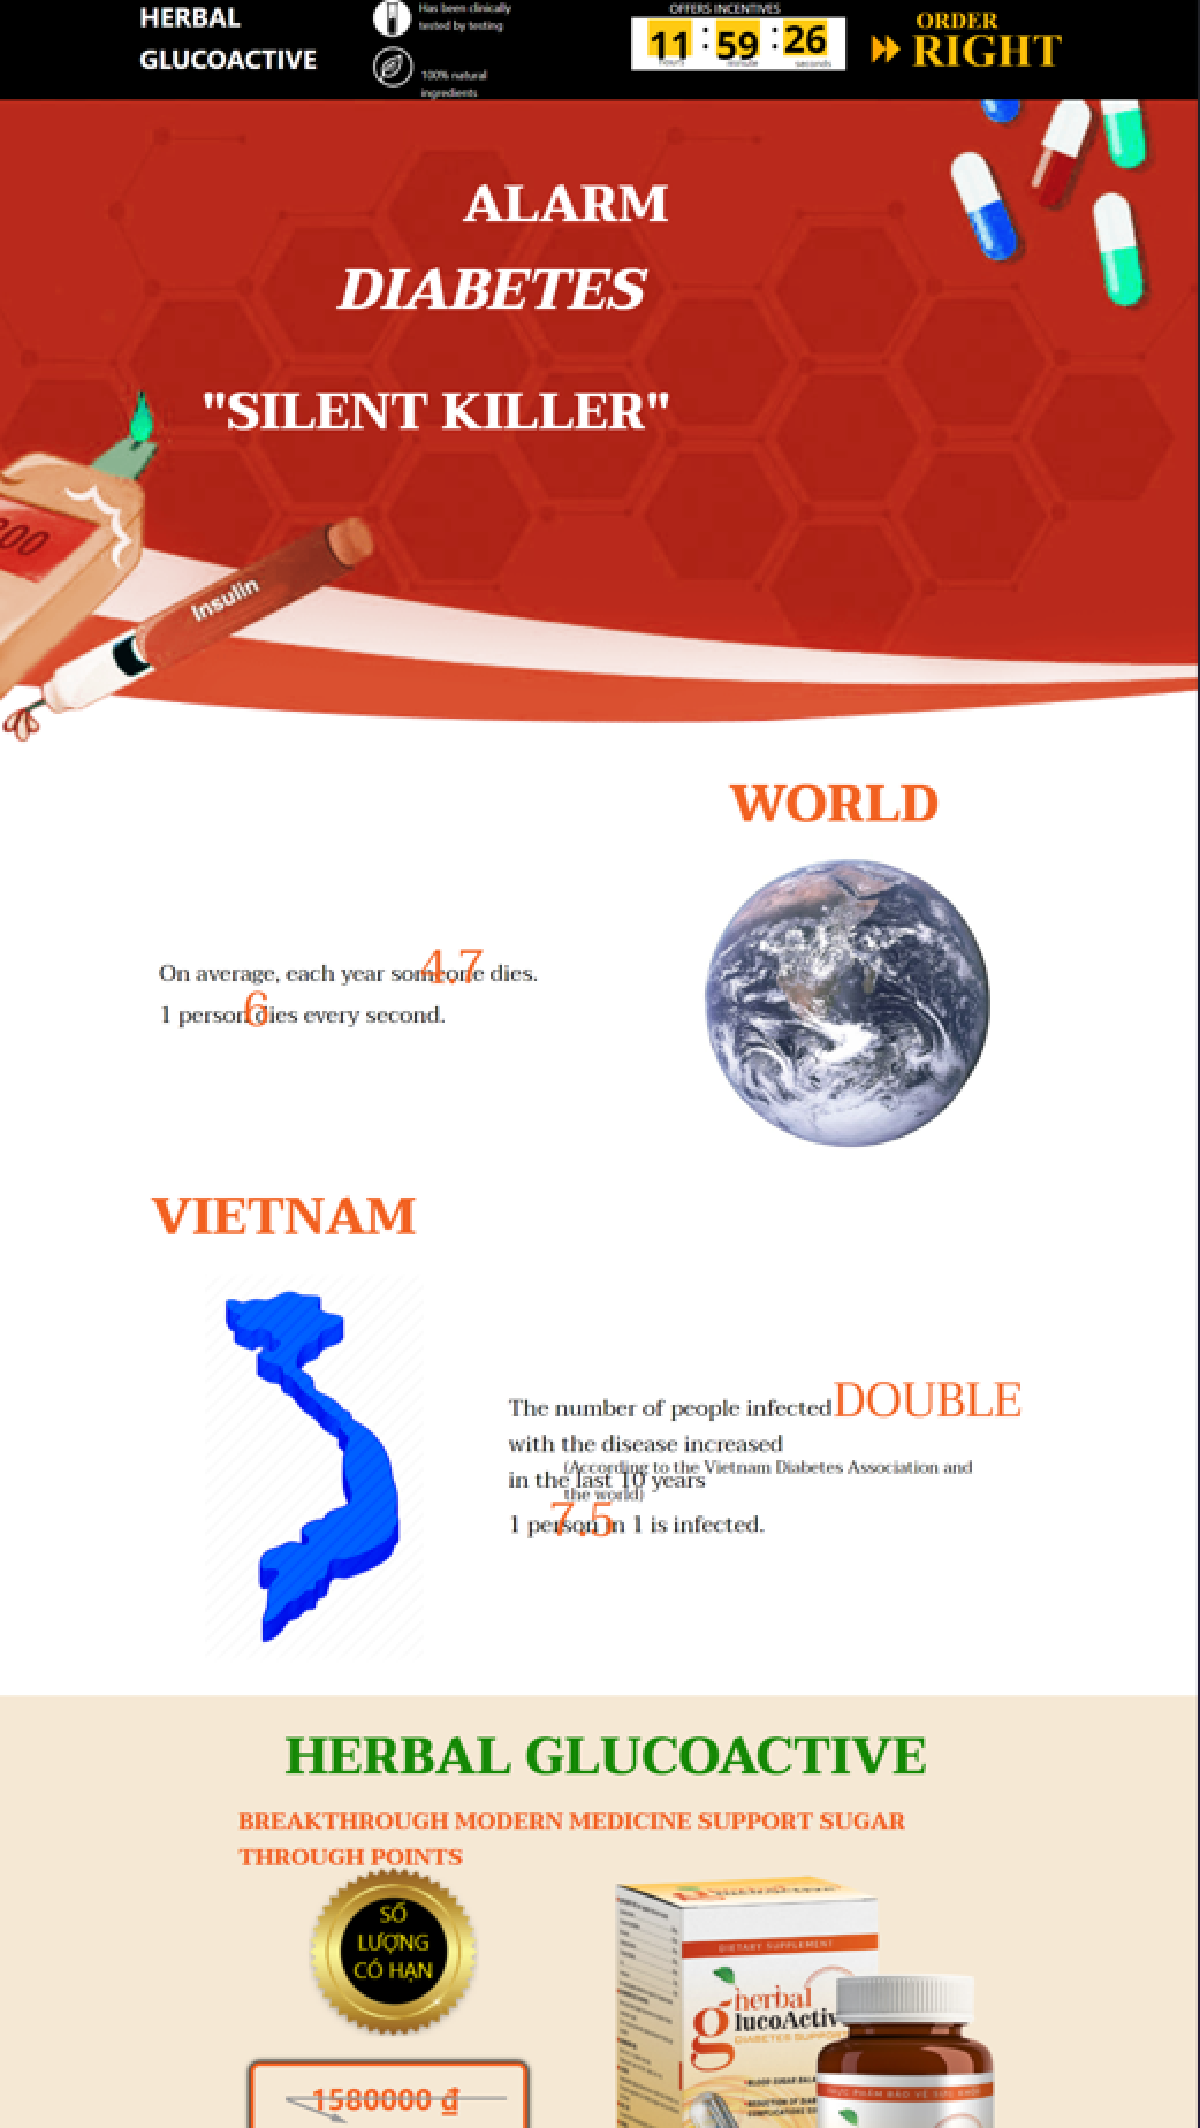 HERBAL
GLUCOACTIVE
Has been clinically
tested by testing
100% natural
ingredients
OFFERS INCENTIVES
11 : 59 : 26
hours minute seconds
ORDER
RIGHT
ALARM
DIABETES
"SILENT KILLER"
200
Insulin
WORLD
4.7
On average, each year someone dies.
6
1 person dies every second.
VIETNAM
The number of people infected DOUBLE
with the disease increased
(According to the Vietnam Diabetes Association and
in the last 10 years
the world)
7.5
1 person in 1 is infected.
HERBAL GLUCOACTIVE
BREAKTHROUGH MODERN MEDICINE SUPPORT SUGAR
THROUGH POINTS
SỐ
LƯỢNG
CÓ HẠN
1580000 đ
DIETARY SUPPLEMENT
herbal
glucoActiv
DIABETES SUPPOR
THỰC PHẨM BẢO VỆ SỨC KHỎE